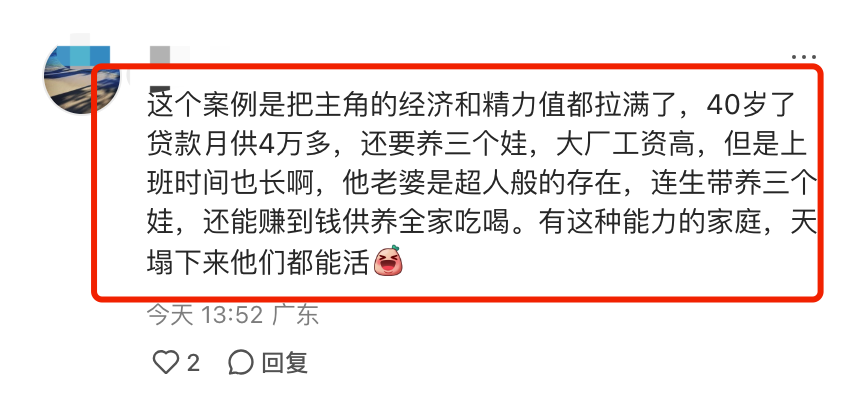 这个案例是把主角的经济和精力值都拉满了，40岁了
贷款月供4万多，还要养三个娃，大厂工资高，但是上
班时间也长啊，他老婆是超人般的存在，连生带养三个
娃，还能赚到钱供养全家吃喝。有这种能力的家庭，天
塌下来他们都能活
今天 13:52 广东
2
回复